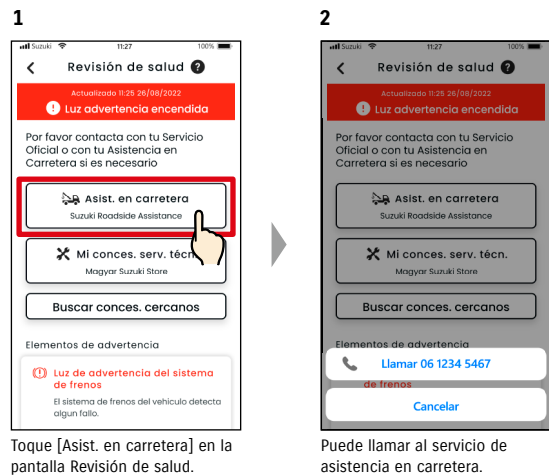 1
Suzuki 11:27 100%
Revisión de salud ?
Actualizado 11:25 26/08/2022
! Luz advertencia encendida
Por favor contacta con tu Servicio
Oficial o con tu Asistencia en
Carretera si es necesario
Asist. en carretera
Suzuki Roadside Assistance
Mi conces. serv. técn.
Magyar Suzuki Store
Buscar conces. cercanos
Elementos de advertencia
Luz de advertencia del sistema
de frenos
El sistema de frenos del vehículo detecta
algun fallo.
Toque [Asist. en carretera] en la
pantalla Revisión de salud.
2
Suzuki 11:27 100%
Revisión de salud ?
Actualizado 11:25 26/08/2022
! Luz advertencia encendida
Por favor contacta con tu Servicio
Oficial o con tu Asistencia en
Carretera si es necesario
Asist. en carretera
Suzuki Roadside Assistance
Mi conces. serv. técn.
Magyar Suzuki Store
Buscar conces. cercanos
Elementos de advertencia
Llamar 06 1234 5467
de frenos
Cancelar
Puede llamar al servicio de
asistencia en carretera.